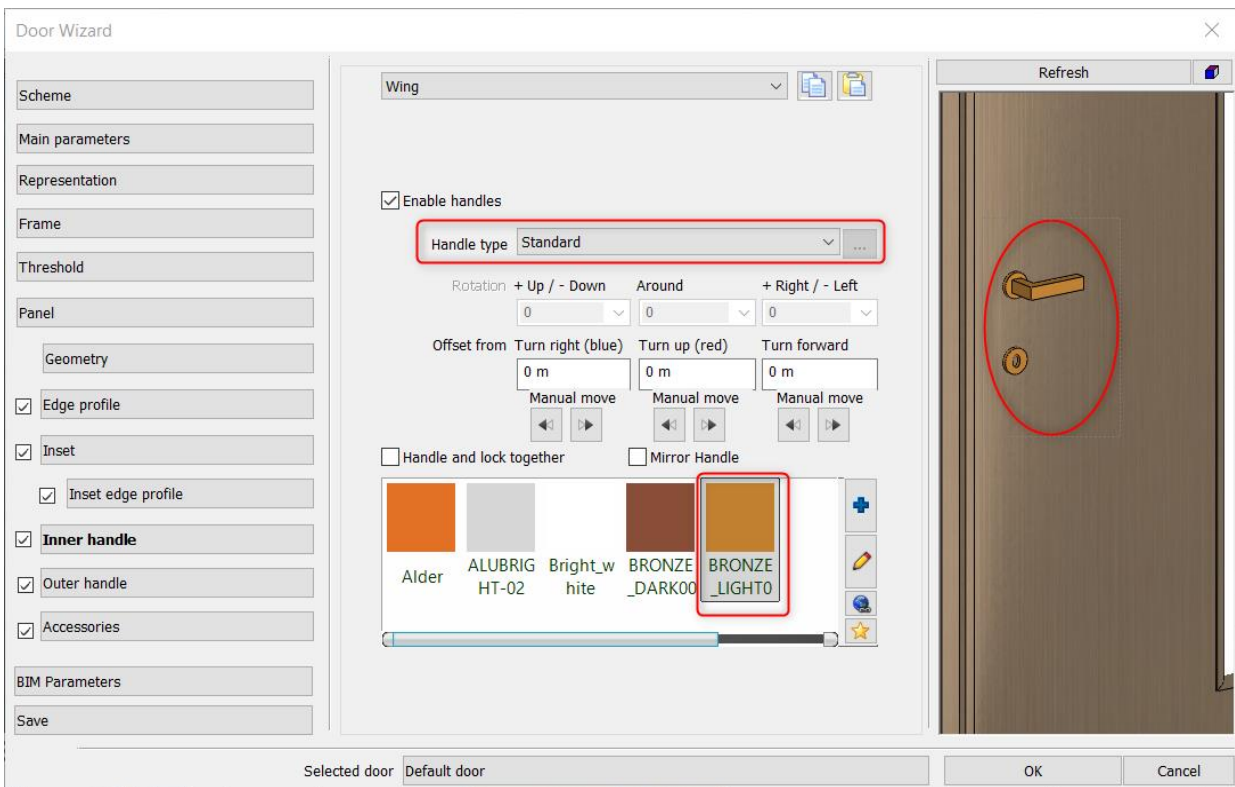 Door Wizard
Scheme
Main parameters
Representation
Frame
Threshold
Panel
Geometry
Edge profile
Inset
Inset edge profile
Inner handle
Outer handle
Accessories
BIM Parameters
Save
Wing
Enable handles
Handle type Standard ...
Rotation + Up / - Down Around + Right / - Left
0 0 0
Offset from Turn right (blue) Turn up (red) Turn forward
0 m 0 m 0 m
Manual move Manual move Manual move
Handle and lock together Mirror Handle
Alder
ALUBRIG
HT-02
Bright_w
hite
BRONZE
_DARK00
BRONZE
_LIGHT0
Refresh
Selected door Default door
OK Cancel